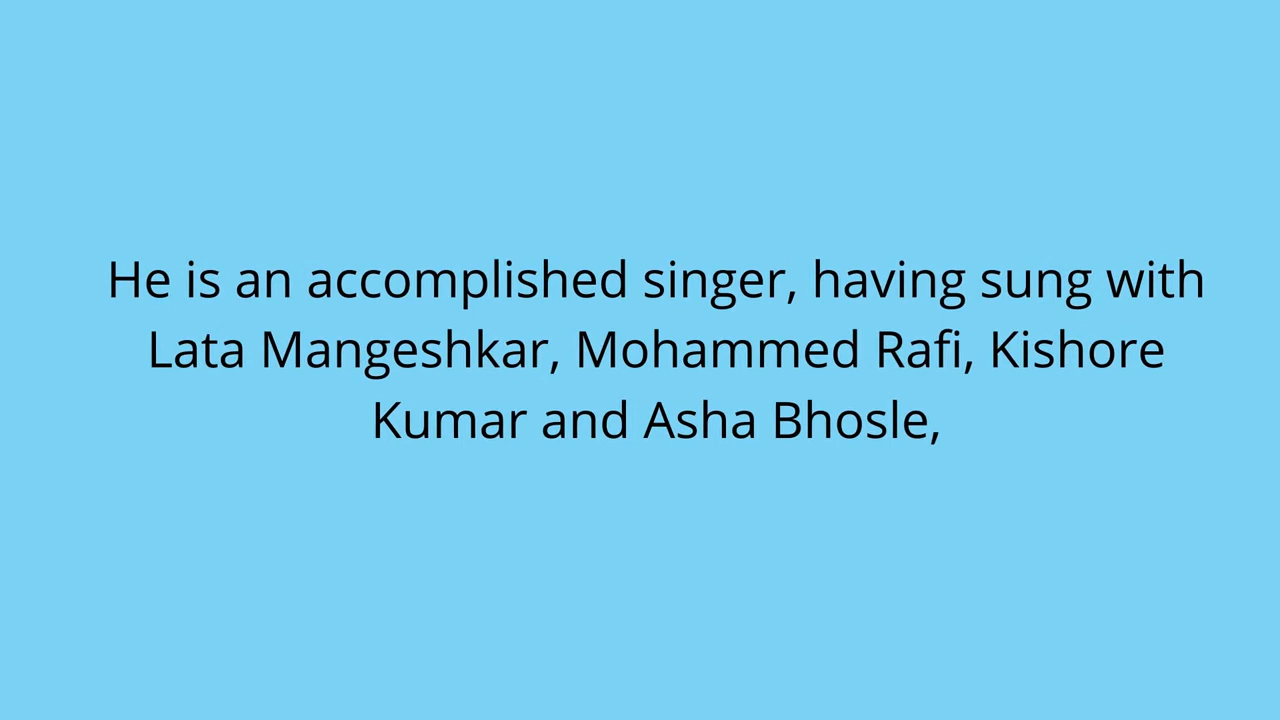 He is an accomplished singer, having sung with
Lata Mangeshkar, Mohammed Rafi, Kishore
Kumar and Asha Bhosle,